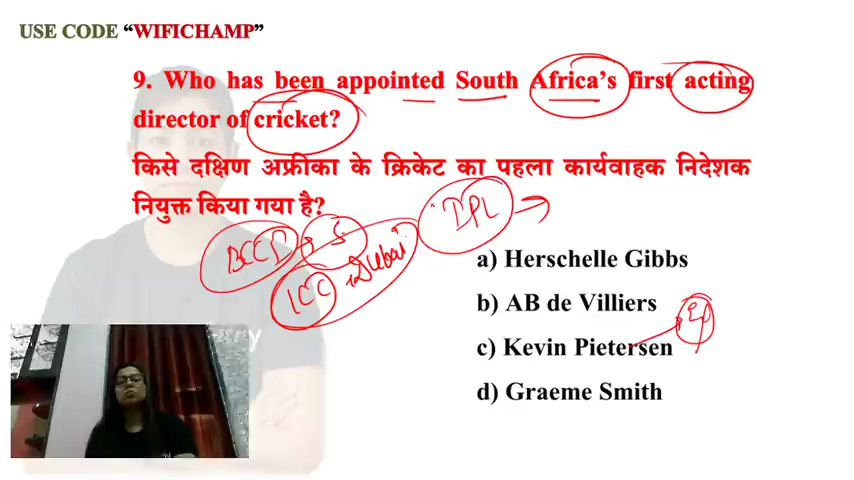 USE CODE “WIFICHAMP”
9. Who has been appointed South Africa’s first acting
director of cricket?
किसे दक्षिण अफ्रीका के क्रिकेट का पहला कार्यवाहक निदेशक
नियुक्त किया गया है?
IPL
ICC Dubai
a) Herschelle Gibbs
b) AB de Villiers
c) Kevin Pietersen
d) Graeme Smith